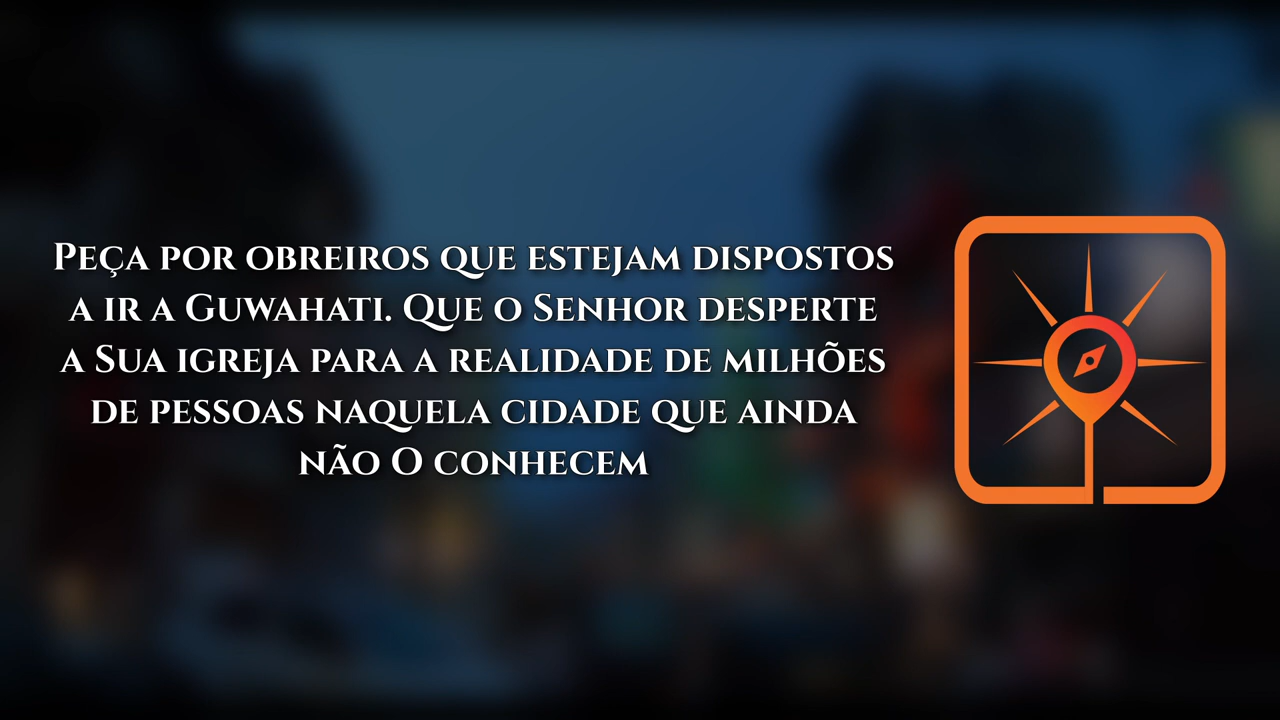 Peça por obreiros que estejam dispostos
a ir a Guwahati. Que o Senhor desperte
a Sua igreja para a realidade de milhões
de pessoas naquela cidade que ainda
não O conhecem